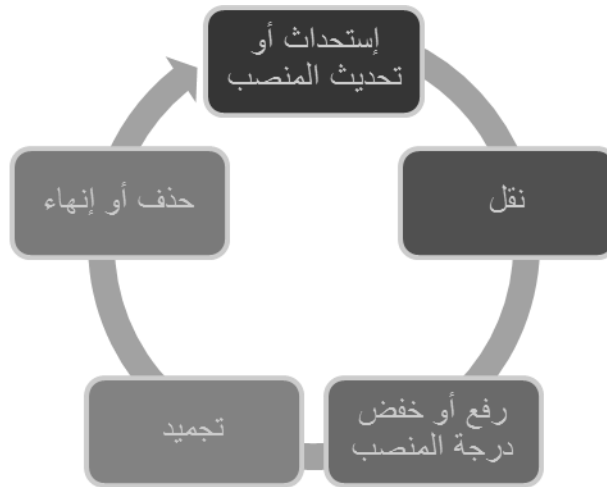 إستحداث أو
تحديث المنصب
نقل
رفع أو خفض
درجة المنصب
تجميد
حذف أو إنهاء